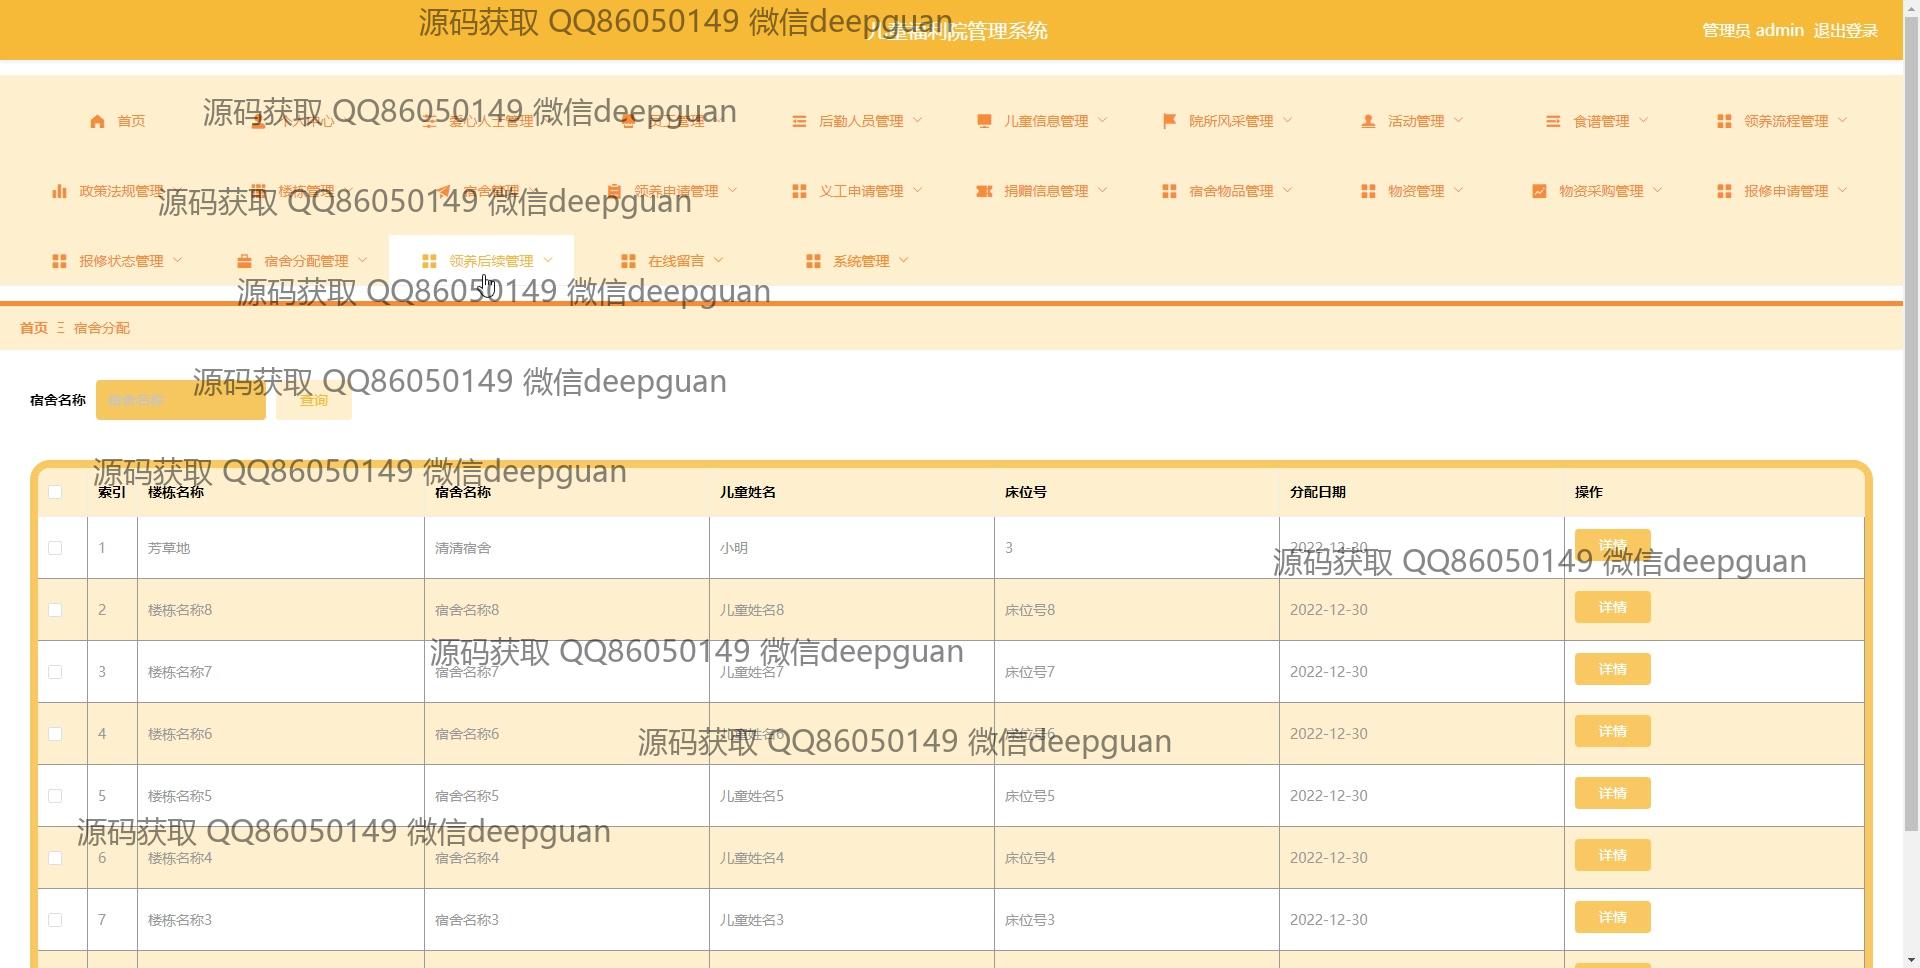 儿童福利院管理系统
管理员 admin 退出登录
源码获取 QQ86050149 微信deepguan
首页 个人中心 爱心人士管理 员工管理 后勤人员管理 儿童信息管理 院所风采管理 活动管理 食谱管理 领养流程管理
源码获取 QQ86050149 微信deepguan
政策法规管理 楼栋管理 宿舍管理 领养申请管理 义工申请管理 捐赠信息管理 宿舍物品管理 物资管理 物资采购管理 报修申请管理
源码获取 QQ86050149 微信deepguan
报修状态管理 宿舍分配管理 领养后续管理 在线留言 系统管理
源码获取 QQ86050149 微信deepguan
首页 Ξ 宿舍分配
源码获取 QQ86050149 微信deepguan
宿舍名称 宿舍名称 查询
源码获取 QQ86050149 微信deepguan
索引 楼栋名称 宿舍名称 儿童姓名 床位号 分配日期 操作
1 芳草地 清清宿舍 小明 3 2022-12-30 详情
源码获取 QQ86050149 微信deepguan
2 楼栋名称8 宿舍名称8 儿童姓名8 床位号8 2022-12-30 详情
源码获取 QQ86050149 微信deepguan
3 楼栋名称7 宿舍名称7 儿童姓名7 床位号7 2022-12-30 详情
4 楼栋名称6 宿舍名称6 儿童姓名6 床位号6 2022-12-30 详情
源码获取 QQ86050149 微信deepguan
5 楼栋名称5 宿舍名称5 儿童姓名5 床位号5 2022-12-30 详情
源码获取 QQ86050149 微信deepguan
6 楼栋名称4 宿舍名称4 儿童姓名4 床位号4 2022-12-30 详情
7 楼栋名称3 宿舍名称3 儿童姓名3 床位号3 2022-12-30 详情